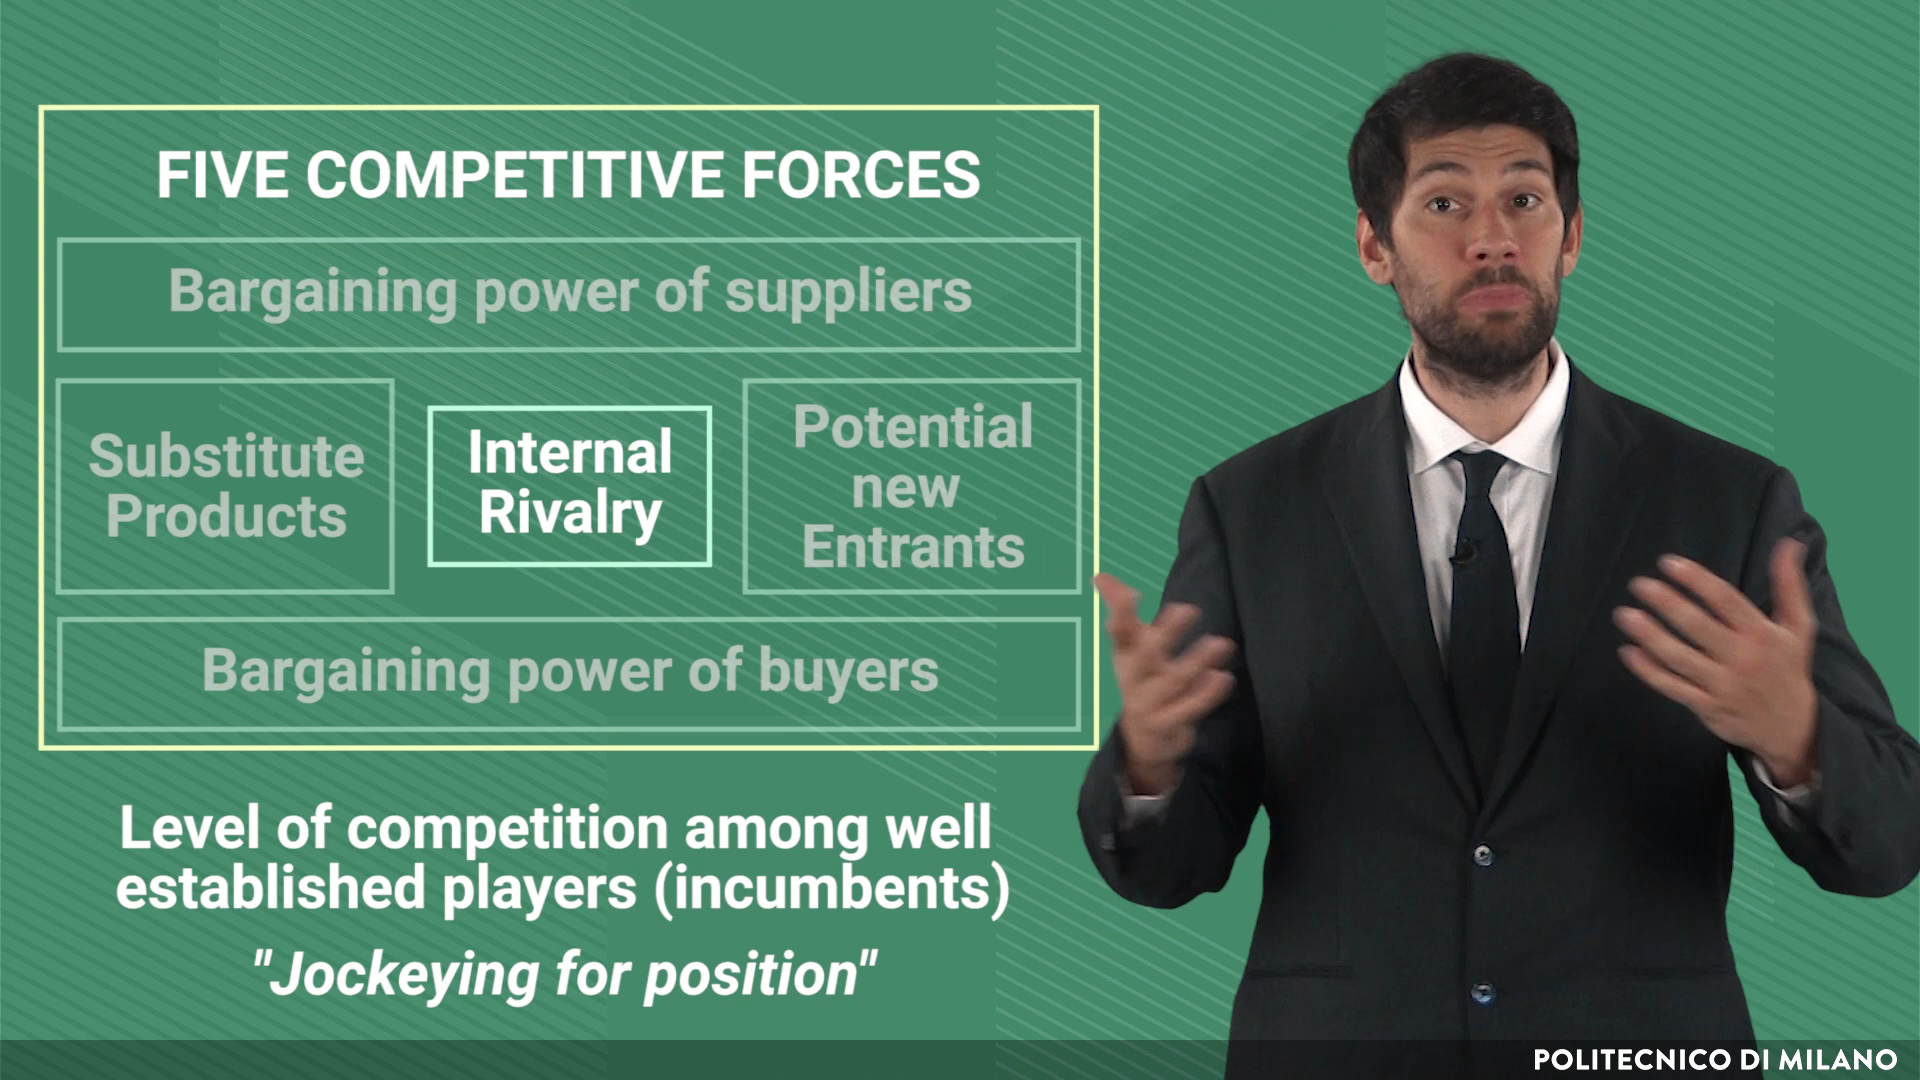 FIVE COMPETITIVE FORCES
Bargaining power of suppliers
Substitute
Products
Internal
Rivalry
Potential
new
Entrants
Bargaining power of buyers
Level of competition among well
established players (incumbents)
"Jockeying for position"
POLITECNICO DI MILANO